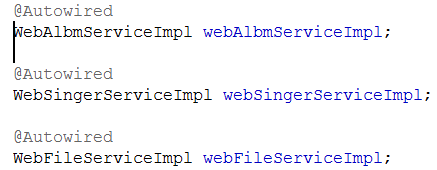 @Autowired
WebAlbmServiceImpl webAlbmServiceImpl;
@Autowired
WebSingerServiceImpl webSingerServiceImpl;
@Autowired
WebFileServiceImpl webFileServiceImpl;